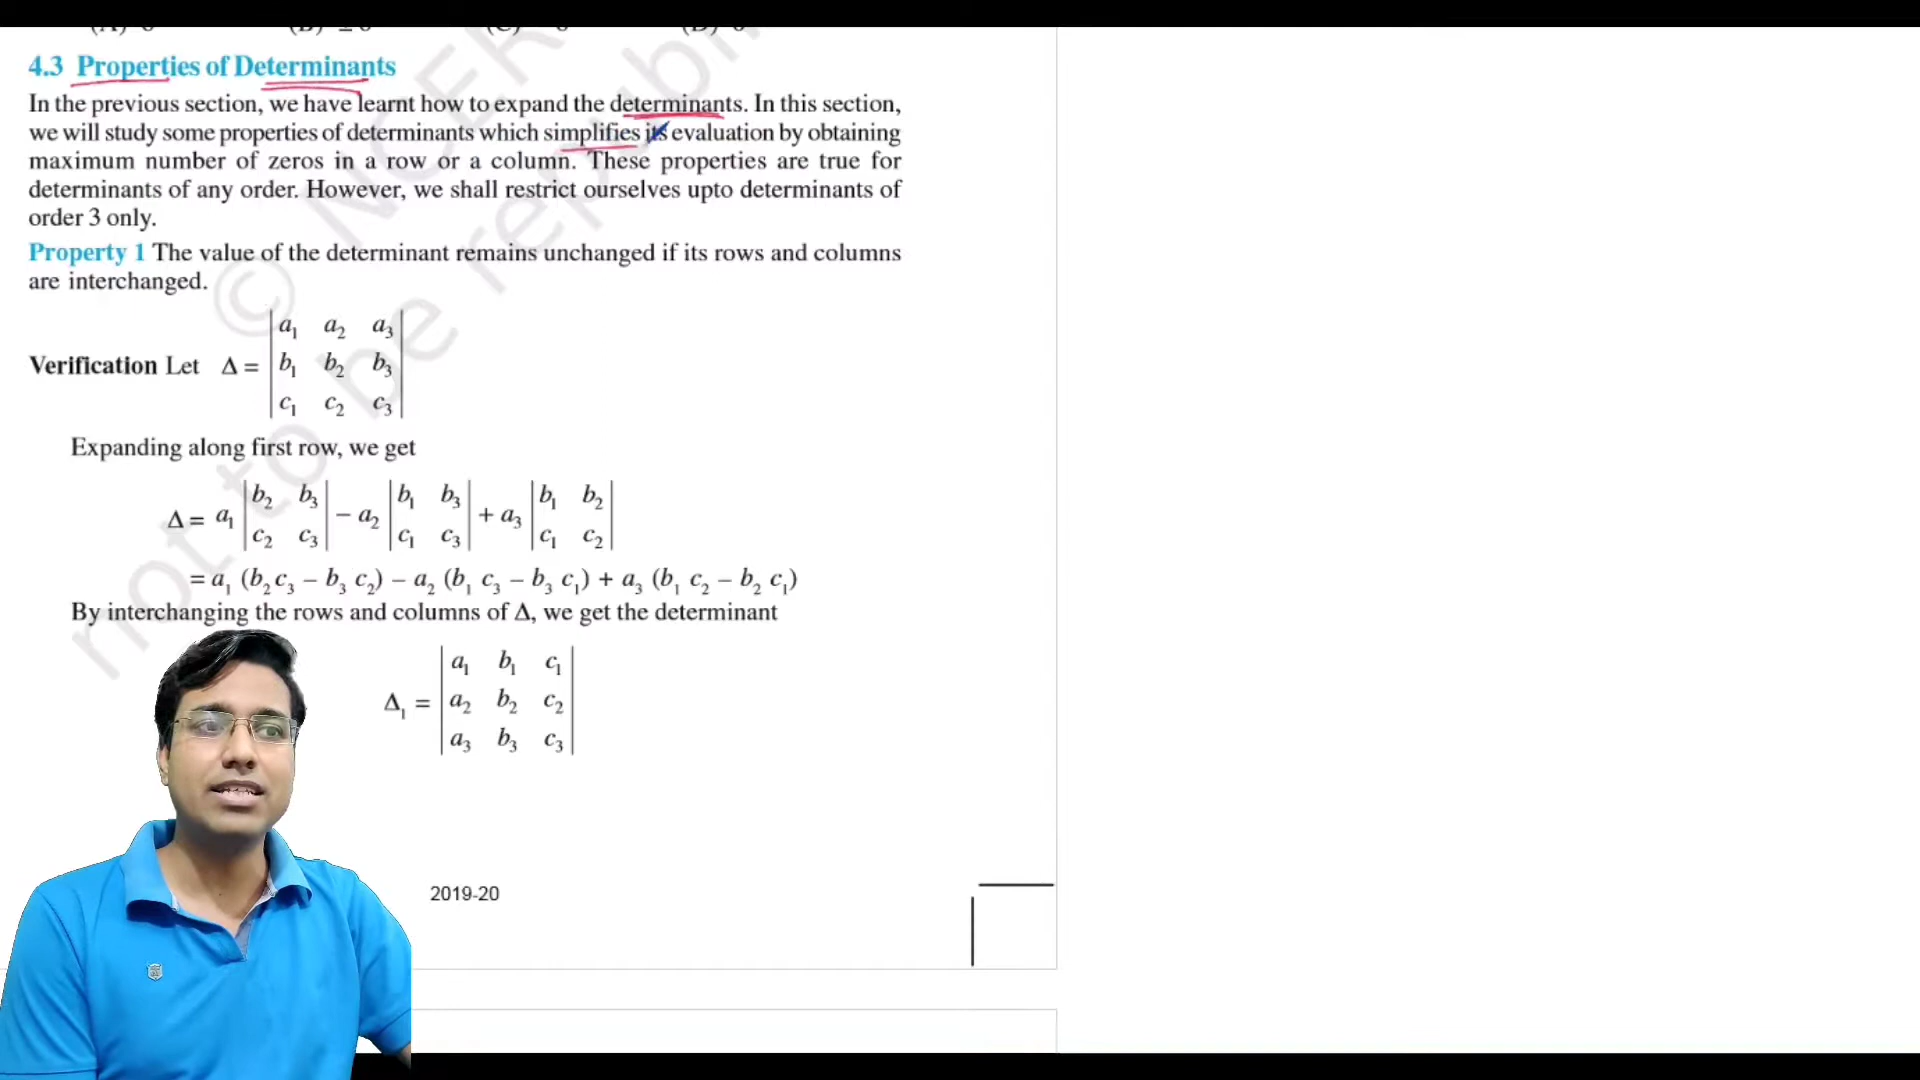 4.3 Properties of Determinants
In the previous section, we have learnt how to expand the determinants. In this section,
we will study some properties of determinants which simplifies its evaluation by obtaining
maximum number of zeros in a row or a column. These properties are true for
determinants of any order. However, we shall restrict ourselves upto determinants of
order 3 only.
Property 1 The value of the determinant remains unchanged if its rows and columns
are interchanged.
a₁ a₂ a₃
Verification Let Δ = b₁ b₂ b₃
c₁ c₂ c₃
Expanding along first row, we get
Δ = a₁ |b₂ b₃| − a₂ |b₁ b₃| + a₃ |b₁ b₂|
|c₂ c₃| |c₁ c₃| |c₁ c₂|
= a₁ (b₂ c₃ – b₃ c₂) – a₂ (b₁ c₃ – b₃ c₁) + a₃ (b₁ c₂ – b₂ c₁)
By interchanging the rows and columns of Δ, we get the determinant
a₁ b₁ c₁
Δ₁ = a₂ b₂ c₂
a₃ b₃ c₃
2019-20
© NCER
not to be republi